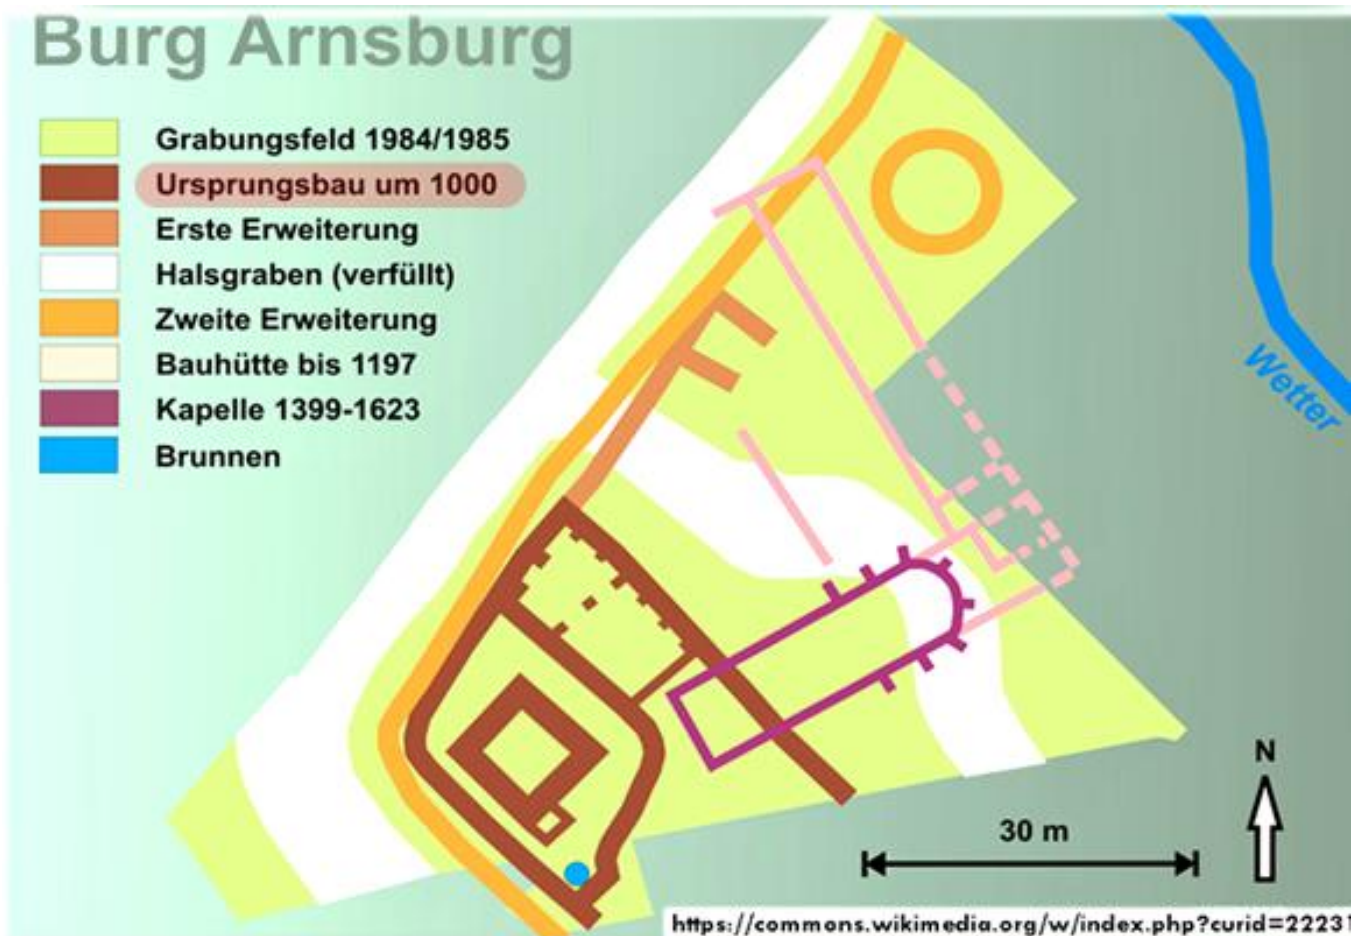 Burg Arnsburg
Grabungsfeld 1984/1985
Ursprungsbau um 1000
Erste Erweiterung
Halsgraben (verfüllt)
Zweite Erweiterung
Bauhütte bis 1197
Kapelle 1399-1623
Brunnen
Wetter
N
30 m
https://commons.wikimedia.org/w/index.php?curid=22231